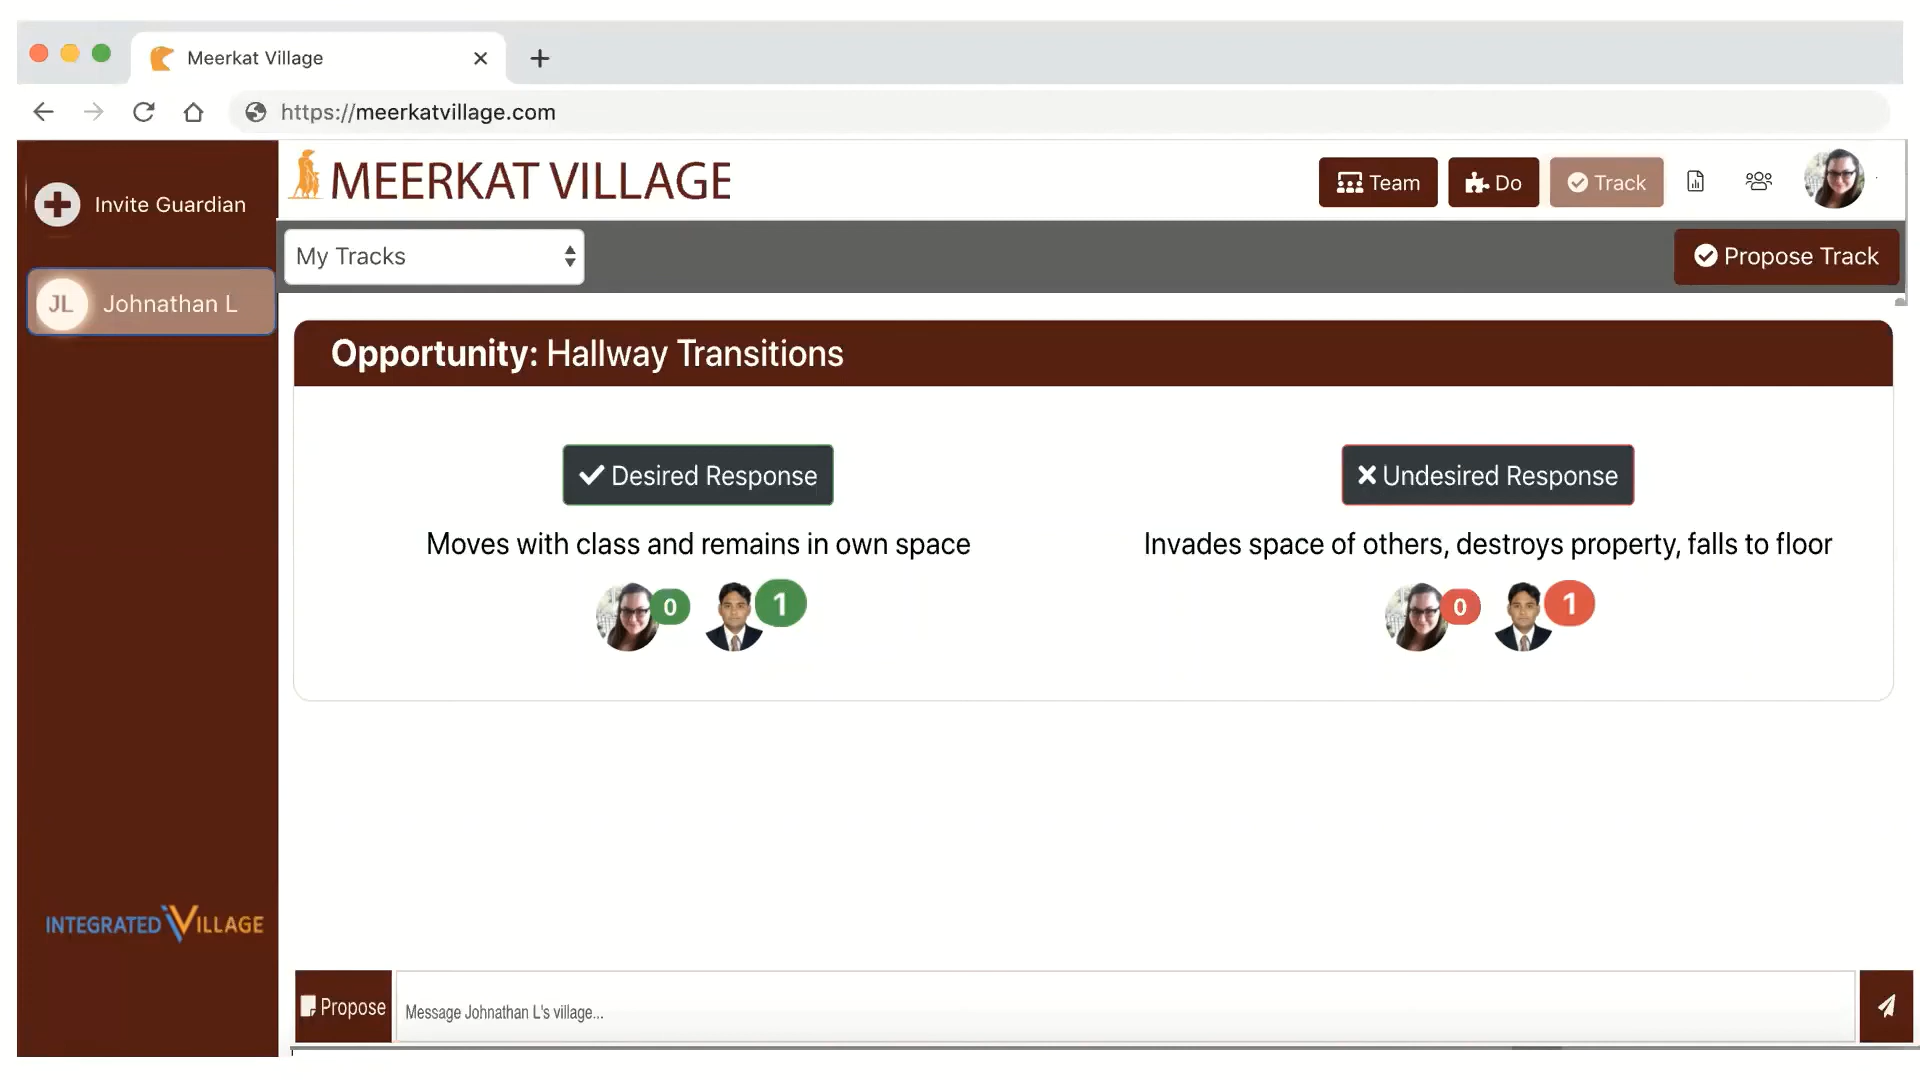 Meerkat Village
https://meerkatvillage.com
Invite Guardian
MEERKAT VILLAGE
Team
Do
Track
My Tracks
Propose Track
JL
Johnathan L
Opportunity: Hallway Transitions
Desired Response
Undesired Response
Moves with class and remains in own space
Invades space of others, destroys property, falls to floor
0
1
0
1
INTEGRATED VILLAGE
Propose
Message Johnathan L's village...